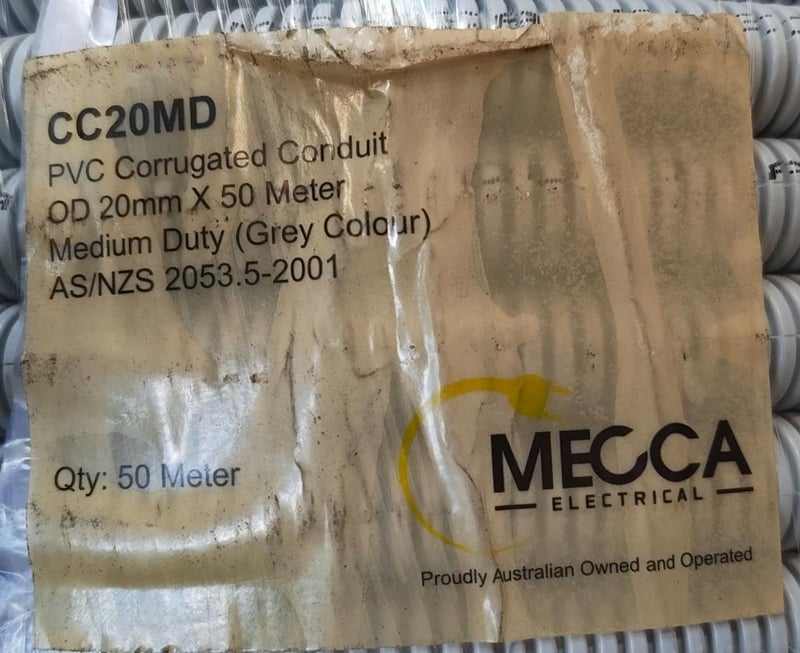 CC20MD
PVC Corrugated Conduit
OD 20mm X 50 Meter
Medium Duty (Grey Colour)
AS/NZS 2053.5-2001
Qty: 50 Meter
MECCA
ELECTRICAL
Proudly Australian Owned and Operated